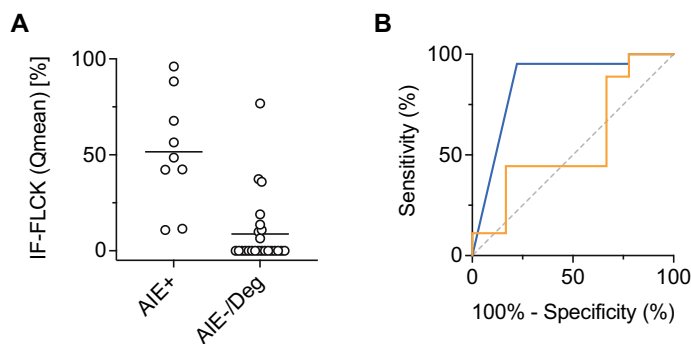 A
IF-FLCK (Qmean) [%]
100
50
0
AIE+
AIE-/Deg
B
Sensitivity (%)
100
50
0
0
50
100
100% - Specificity (%)